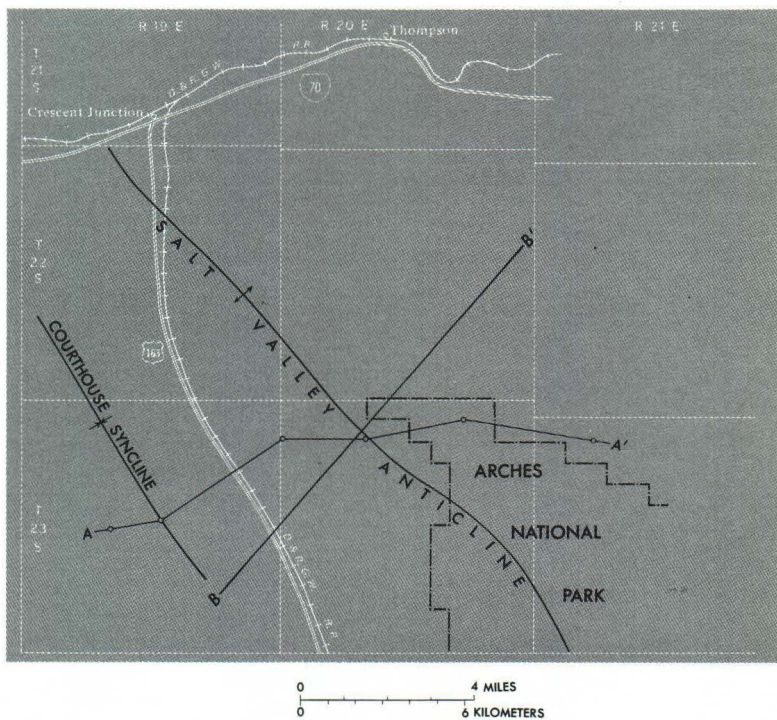 R 19 E
R 20 E
R 21 E
T
21
S
Thompson
R.R.
D.&R.G.W.
70
Crescent Junction
T
22
S
SALT VALLEY ANTICLINE
B'
163
COURTHOUSE SYNCLINE
A'
ARCHES
NATIONAL
PARK
T
23
S
A
B
D.&R.G.W.
R.R.
0 4 MILES
0 6 KILOMETERS